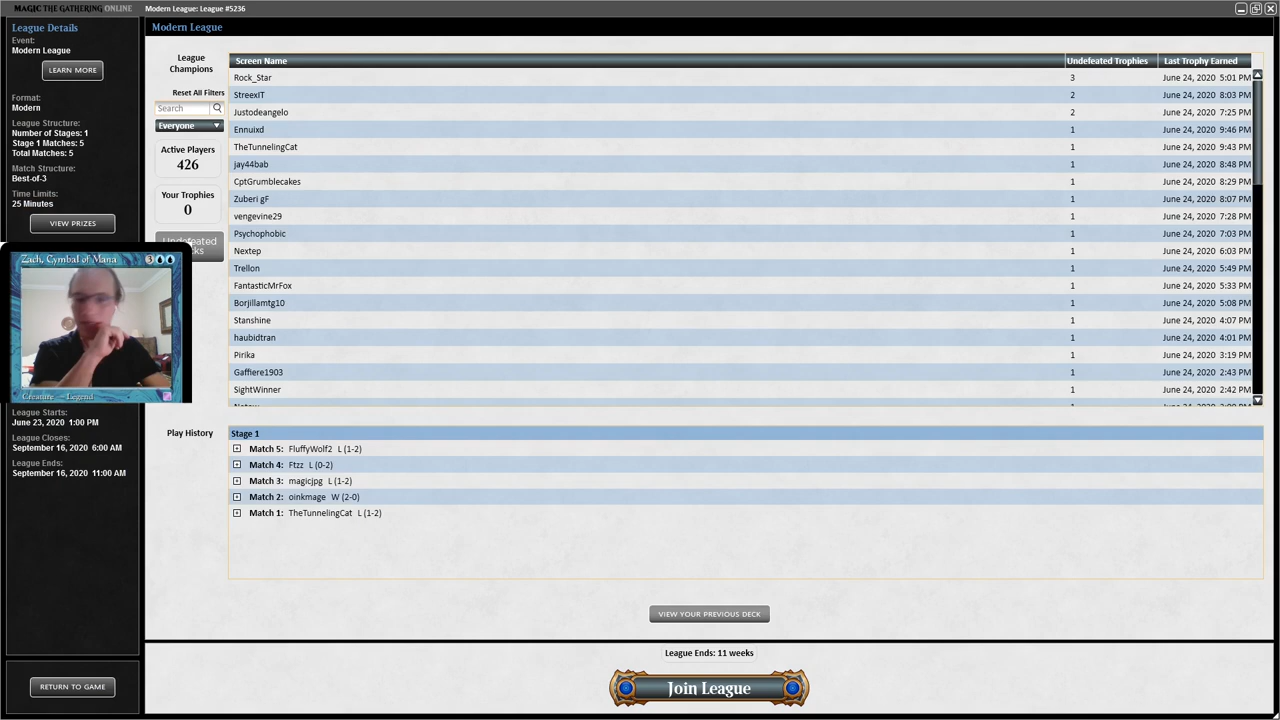 MAGIC THE GATHERING ONLINE
Modern League: League #5236
League Details
Event:
Modern League
LEARN MORE
Format:
Modern
League Structure:
Number of Stages: 1
Stage 1 Matches: 5
Total Matches: 5
Match Structure:
Best-of-3
Time Limits:
25 Minutes
VIEW PRIZES
Zach, Cymbal of Mana 3
Creature — Legend
League Starts:
June 23, 2020 1:00 PM
League Closes:
September 16, 2020 6:00 AM
League Ends:
September 16, 2020 11:00 AM
RETURN TO GAME
Modern League
League
Champions
Reset All Filters
Search
Everyone
Active Players
426
Your Trophies
0
Undefeated
Screen Name Undefeated Trophies Last Trophy Earned
Rock_Star 3 June 24, 2020 5:01 PM
StreexIT 2 June 24, 2020 8:03 PM
Justodeangelo 2 June 24, 2020 7:25 PM
Ennuixd 1 June 24, 2020 9:46 PM
TheTunnelingCat 1 June 24, 2020 9:43 PM
jay44bab 1 June 24, 2020 8:48 PM
CptGrumblecakes 1 June 24, 2020 8:29 PM
Zuberi gF 1 June 24, 2020 8:07 PM
vengevine29 1 June 24, 2020 7:28 PM
Psychophobic 1 June 24, 2020 7:03 PM
Nextep 1 June 24, 2020 6:03 PM
Trellon 1 June 24, 2020 5:49 PM
FantasticMrFox 1 June 24, 2020 5:33 PM
Borjillamtg10 1 June 24, 2020 5:08 PM
Stanshine 1 June 24, 2020 4:07 PM
haubidtran 1 June 24, 2020 4:01 PM
Pirika 1 June 24, 2020 3:19 PM
Gaffiere1903 1 June 24, 2020 2:43 PM
SightWinner 1 June 24, 2020 2:42 PM
Play History
Stage 1
Match 5: FluffyWolf2 L (1-2)
Match 4: Ftzz L (0-2)
Match 3: magicjpg L (1-2)
Match 2: oinkmage W (2-0)
Match 1: TheTunnelingCat L (1-2)
VIEW YOUR PREVIOUS DECK
League Ends: 11 weeks
Join League